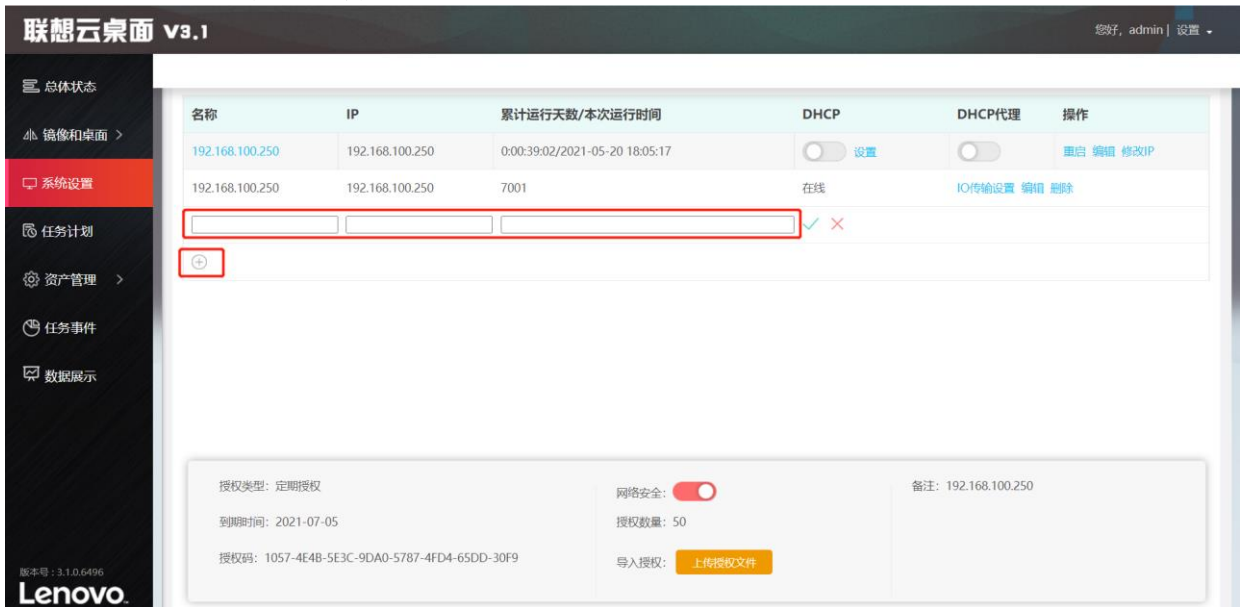 联想云桌面 V3.1
您好，admin | 设置
总体状态
镜像和桌面
系统设置
任务计划
资产管理
任务事件
数据展示
版本号：3.1.0.6496
Lenovo.
名称 IP 累计运行天数/本次运行时间 DHCP DHCP代理 操作
192.168.100.250 192.168.100.250 0:00:39:02/2021-05-20 18:05:17 设置 重启 编辑 修改IP
192.168.100.250 192.168.100.250 7001 在线 IO传输设置 编辑 删除
授权类型：定期授权
到期时间：2021-07-05
授权码：1057-4E4B-5E3C-9DA0-5787-4FD4-65DD-30F9
网络安全：
授权数量：50
导入授权： 上传授权文件
备注：192.168.100.250